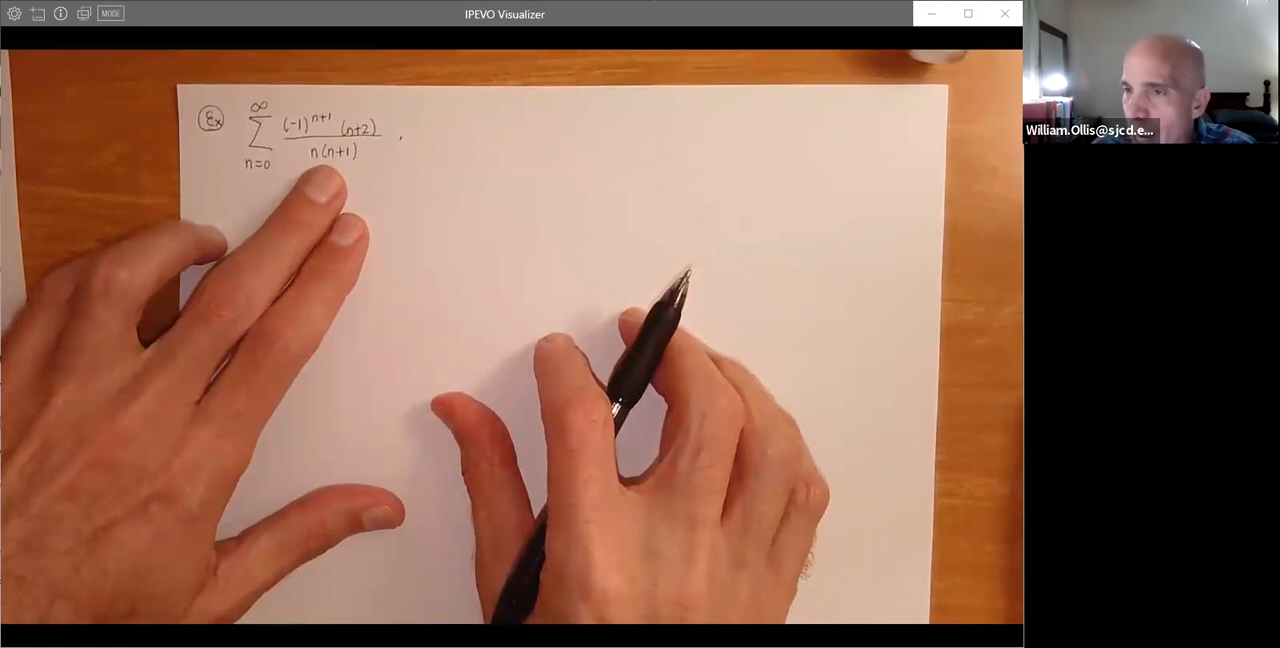 MODE
IPEVO Visualizer
William.Ollis@sjcd.e...
Ex ∞ ∑ n=0 (-1)^{n+1} (n+2) / n(n+1) .